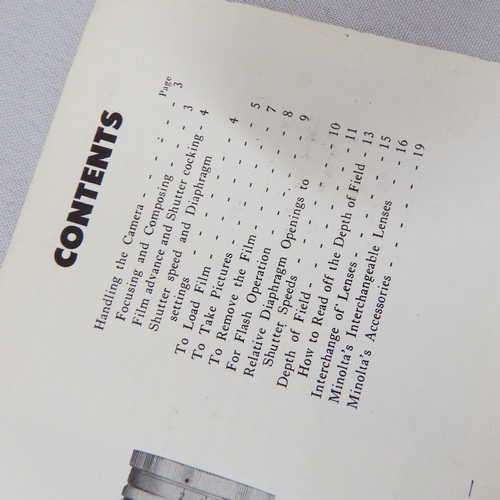 CONTENTS
Page
Handling the Camera - - - - - - 3
Focusing and Composing - - - - 3
Film advance and Shutter cocking - 4
Shutter speed and Diaphragm
settings - - - - - - - - - 4
To Load Film - - - - - - - - 5
To Take Pictures - - - - - - - 7
To Remove the Film - - - - - - 8
For Flash Operation - - - - - - 9
Relative Diaphragm Openings to
Shutter Speeds - - - - - - - 10
Depth of Field - - - - - - - - 11
How to Read off the Depth of Field - 13
Interchange of Lenses - - - - - - 15
Minolta's Interchangeable Lenses - - 16
Minolta's Accessories - - - - - - 19